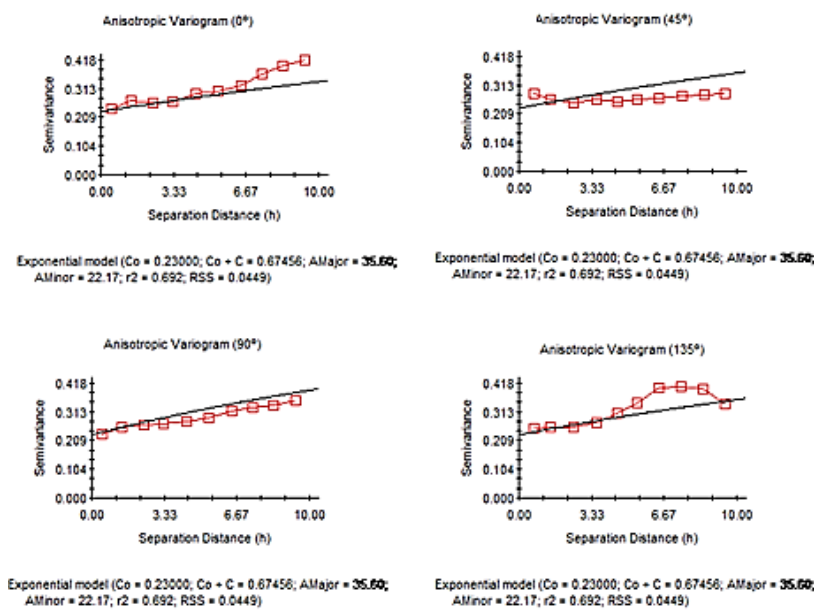 Anisotropic Variogram (0º)
0.418
0.313
0.209
0.104
0.000
Semivariance
0.00 3.33 6.67 10.00
Separation Distance (h)
Exponential model (Co = 0.23000; Co + C = 0.67456; AMajor = 35.60;
AMinor = 22.17; r2 = 0.692; RSS = 0.0449)
Anisotropic Variogram (45º)
0.418
0.313
0.209
0.104
0.000
Semivariance
0.00 3.33 6.67 10.00
Separation Distance (h)
Exponential model (Co = 0.23000; Co + C = 0.67456; AMajor = 35.60;
AMinor = 22.17; r2 = 0.692; RSS = 0.0449)
Anisotropic Variogram (90º)
0.418
0.313
0.209
0.104
0.000
Semivariance
0.00 3.33 6.67 10.00
Separation Distance (h)
Exponential model (Co = 0.23000; Co + C = 0.67456; AMajor = 35.60;
AMinor = 22.17; r2 = 0.692; RSS = 0.0449)
Anisotropic Variogram (135º)
0.418
0.313
0.209
0.104
0.000
Semivariance
0.00 3.33 6.67 10.00
Separation Distance (h)
Exponential model (Co = 0.23000; Co + C = 0.67456; AMajor = 35.60;
AMinor = 22.17; r2 = 0.692; RSS = 0.0449)